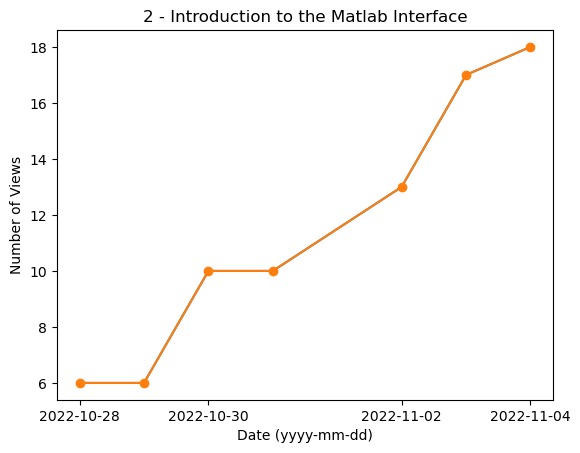 2 - Introduction to the Matlab Interface
18
16
14
12
10
8
6
Number of Views
2022-10-28 2022-10-30 2022-11-02 2022-11-04
Date (yyyy-mm-dd)